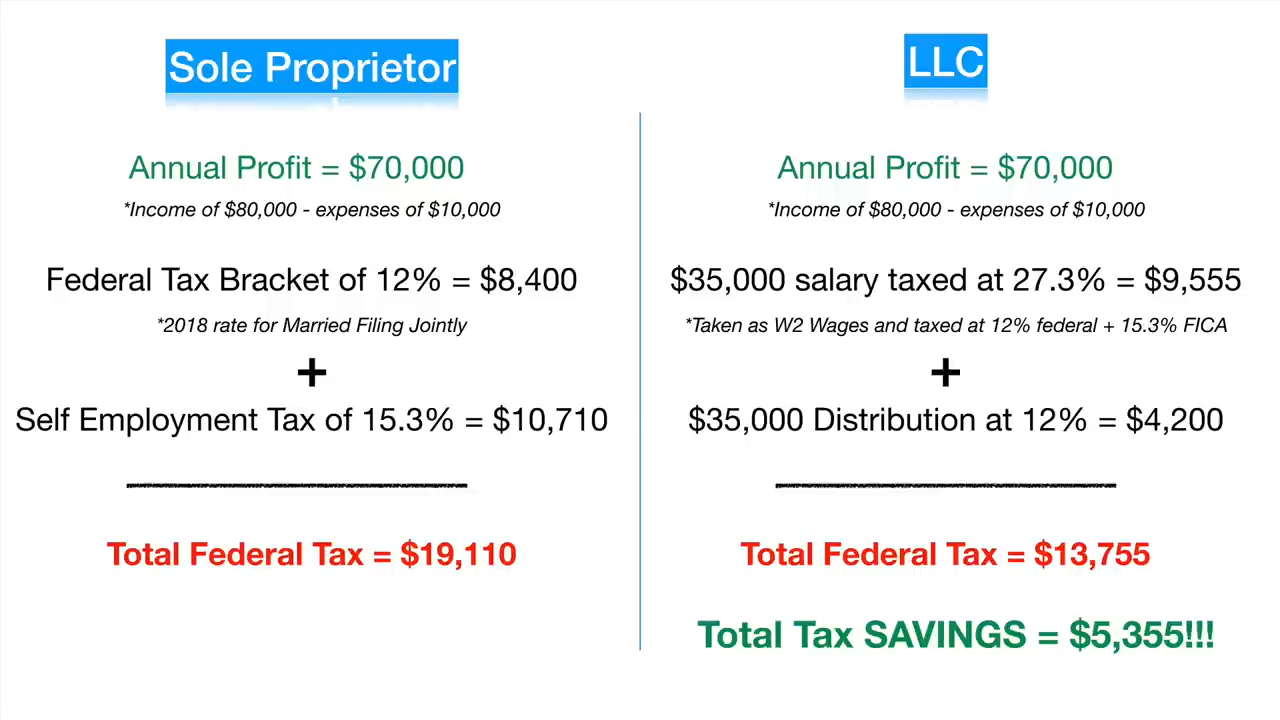 Sole Proprietor
Annual Profit = $70,000
*Income of $80,000 - expenses of $10,000
Federal Tax Bracket of 12% = $8,400
*2018 rate for Married Filing Jointly
+
Self Employment Tax of 15.3% = $10,710
Total Federal Tax = $19,110
LLC
Annual Profit = $70,000
*Income of $80,000 - expenses of $10,000
$35,000 salary taxed at 27.3% = $9,555
*Taken as W2 Wages and taxed at 12% federal + 15.3% FICA
+
$35,000 Distribution at 12% = $4,200
Total Federal Tax = $13,755
Total Tax SAVINGS = $5,355!!!